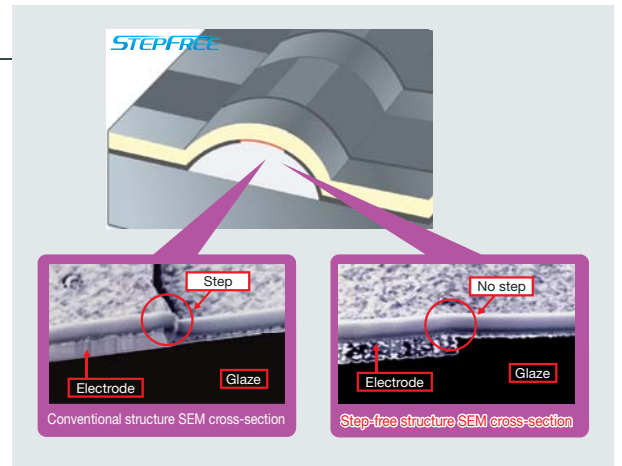 STEPFREE
Step
No step
Electrode
Glaze
Electrode
Glaze
Conventional structure SEM cross-section
Step-free structure SEM cross-section